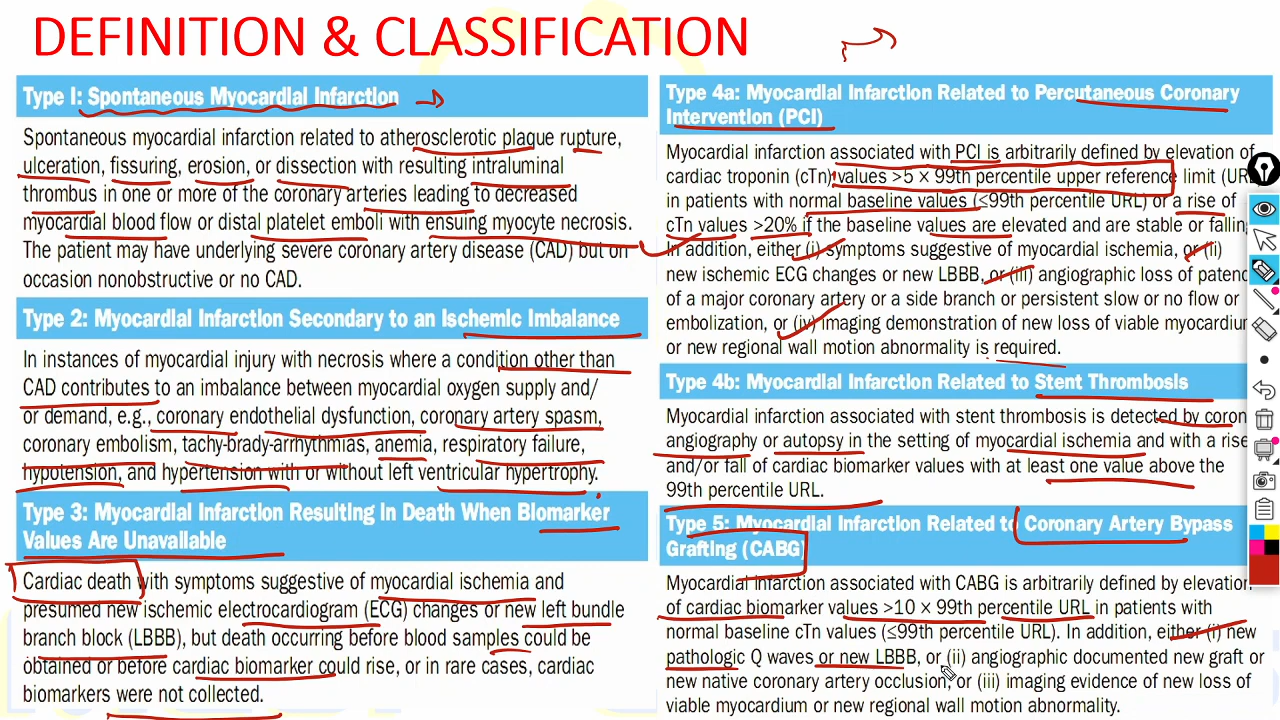 DEFINITION & CLASSIFICATION
Type I: Spontaneous Myocardial Infarction
Spontaneous myocardial infarction related to atherosclerotic plaque rupture,
ulceration, fissuring, erosion, or dissection with resulting intraluminal
thrombus in one or more of the coronary arteries leading to decreased
myocardial blood flow or distal platelet emboli with ensuing myocyte necrosis.
The patient may have underlying severe coronary artery disease (CAD) but on
occasion nonobstructive or no CAD.
Type 2: Myocardial Infarction Secondary to an Ischemic Imbalance
In instances of myocardial injury with necrosis where a condition other than
CAD contributes to an imbalance between myocardial oxygen supply and/
or demand, e.g., coronary endothelial dysfunction, coronary artery spasm,
coronary embolism, tachy-brady-arrhythmias, anemia, respiratory failure,
hypotension, and hypertension with or without left ventricular hypertrophy.
Type 3: Myocardial Infarction Resulting in Death When Biomarker
Values Are Unavailable
Cardiac death with symptoms suggestive of myocardial ischemia and
presumed new ischemic electrocardiogram (ECG) changes or new left bundle
branch block (LBBB), but death occurring before blood samples could be
obtained or before cardiac biomarker could rise, or in rare cases, cardiac
biomarkers were not collected.
Type 4a: Myocardial Infarction Related to Percutaneous Coronary
Intervention (PCI)
Myocardial infarction associated with PCI is arbitrarily defined by elevation of
cardiac troponin (cTn) values >5 × 99th percentile upper reference limit (UR
in patients with normal baseline values (≤99th percentile URL) or a rise of
cTn values >20% if the baseline values are elevated and are stable or falling
In addition, either (i) symptoms suggestive of myocardial ischemia, or (ii)
new ischemic ECG changes or new LBBB, or (iii) angiographic loss of patenc
of a major coronary artery or a side branch or persistent slow or no flow or
embolization, or (iv) imaging demonstration of new loss of viable myocardium
or new regional wall motion abnormality is required.
Type 4b: Myocardial Infarction Related to Stent Thrombosis
Myocardial infarction associated with stent thrombosis is detected by coron
angiography or autopsy in the setting of myocardial ischemia and with a rise
and/or fall of cardiac biomarker values with at least one value above the
99th percentile URL.
Type 5: Myocardial Infarction Related to Coronary Artery Bypass
Grafting (CABG)
Myocardial infarction associated with CABG is arbitrarily defined by elevation
of cardiac biomarker values >10 × 99th percentile URL in patients with
normal baseline cTn values (≤99th percentile URL). In addition, either (i) new
pathologic Q waves or new LBBB, or (ii) angiographic documented new graft or
new native coronary artery occlusion, or (iii) imaging evidence of new loss of
viable myocardium or new regional wall motion abnormality.